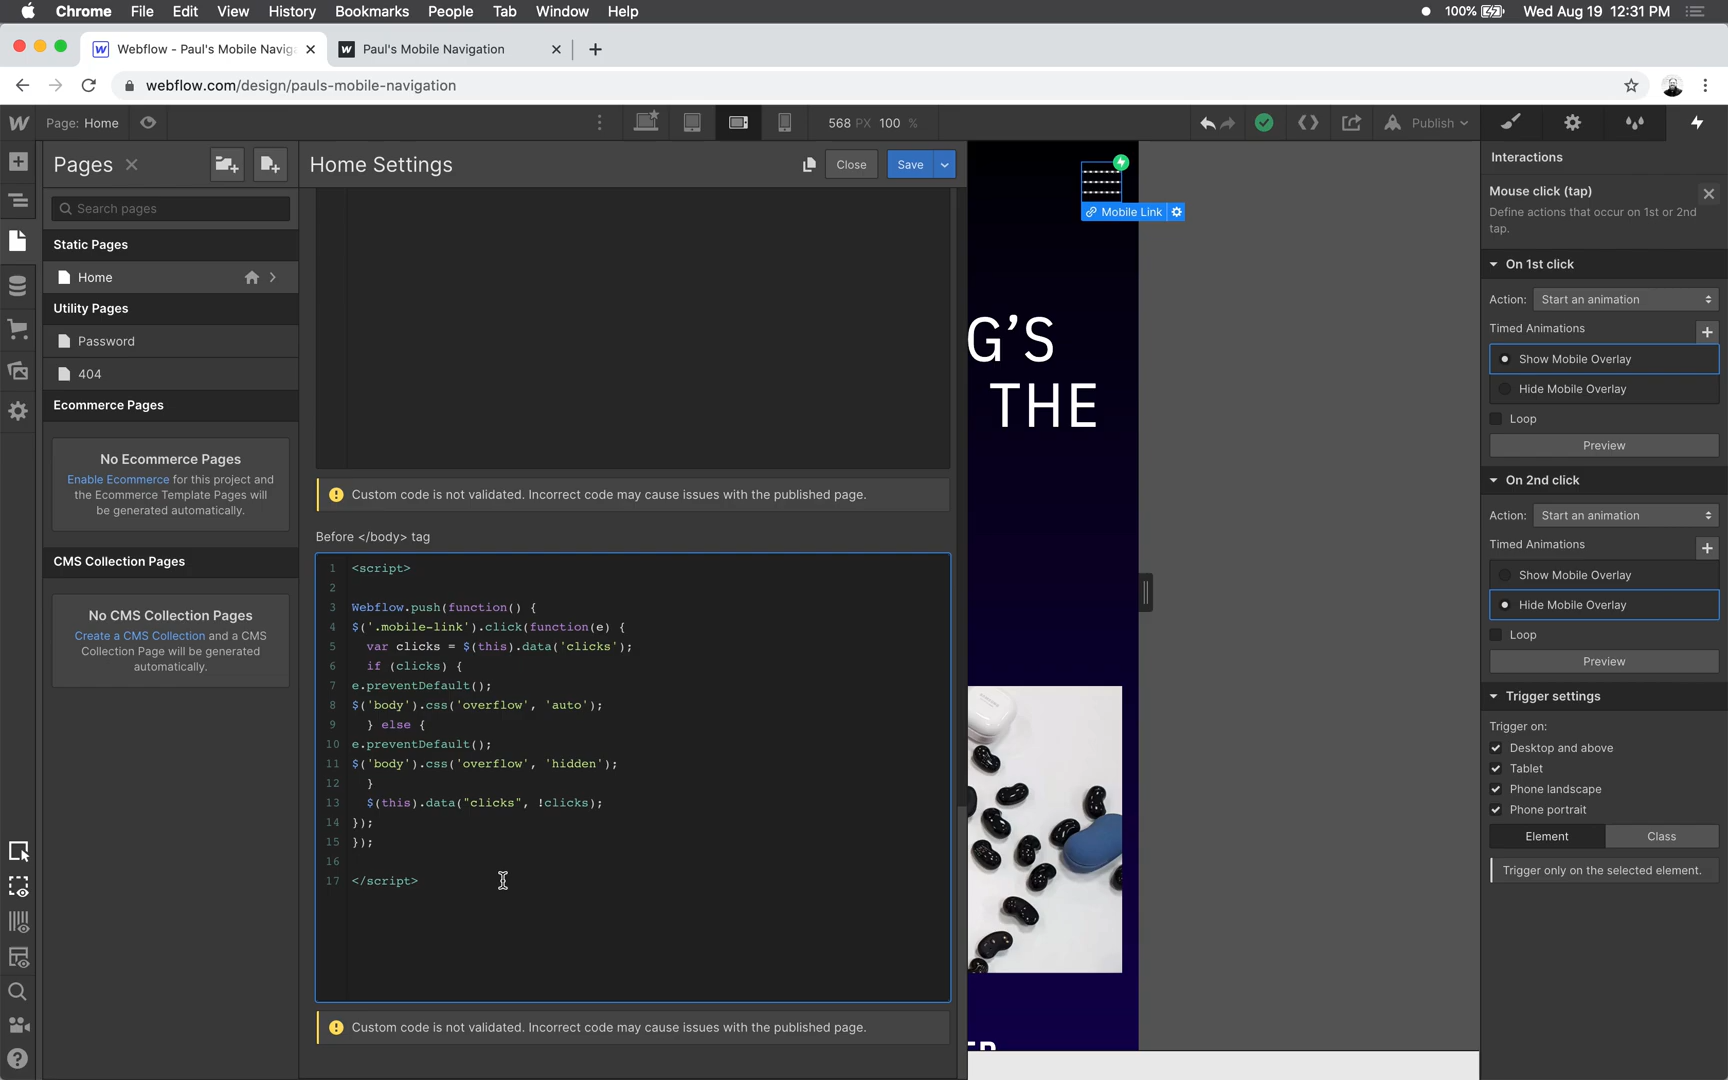 Chrome File Edit View History Bookmarks People Tab Window Help
100% Wed Aug 19 12:31 PM
Webflow - Paul's Mobile Naviga
Paul's Mobile Navigation
webflow.com/design/pauls-mobile-navigation
Page: Home
568 PX 100 %
Publish
Pages
Home Settings
Close
Save
Search pages
Static Pages
Home
Utility Pages
Password
404
Ecommerce Pages
No Ecommerce Pages
Enable Ecommerce for this project and
the Ecommerce Template Pages will
be generated automatically.
CMS Collection Pages
No CMS Collection Pages
Create a CMS Collection and a CMS
Collection Page will be generated
automatically.
Custom code is not validated. Incorrect code may cause issues with the published page.
Before </body> tag
1 <script>
2
3 Webflow.push(function() {
4 $('.mobile-link').click(function(e) {
5 var clicks = $(this).data('clicks');
6 if (clicks) {
7 e.preventDefault();
8 $('body').css('overflow', 'auto');
9 } else {
10 e.preventDefault();
11 $('body').css('overflow', 'hidden');
12 }
13 $(this).data("clicks", !clicks);
14 });
15 });
16
17 </script>
Custom code is not validated. Incorrect code may cause issues with the published page.
Mobile Link
G'S
THE
Interactions
Mouse click (tap)
Define actions that occur on 1st or 2nd
tap.
On 1st click
Action: Start an animation
Timed Animations
Show Mobile Overlay
Hide Mobile Overlay
Loop
Preview
On 2nd click
Action: Start an animation
Timed Animations
Show Mobile Overlay
Hide Mobile Overlay
Loop
Preview
Trigger settings
Trigger on:
Desktop and above
Tablet
Phone landscape
Phone portrait
Element
Class
Trigger only on the selected element.